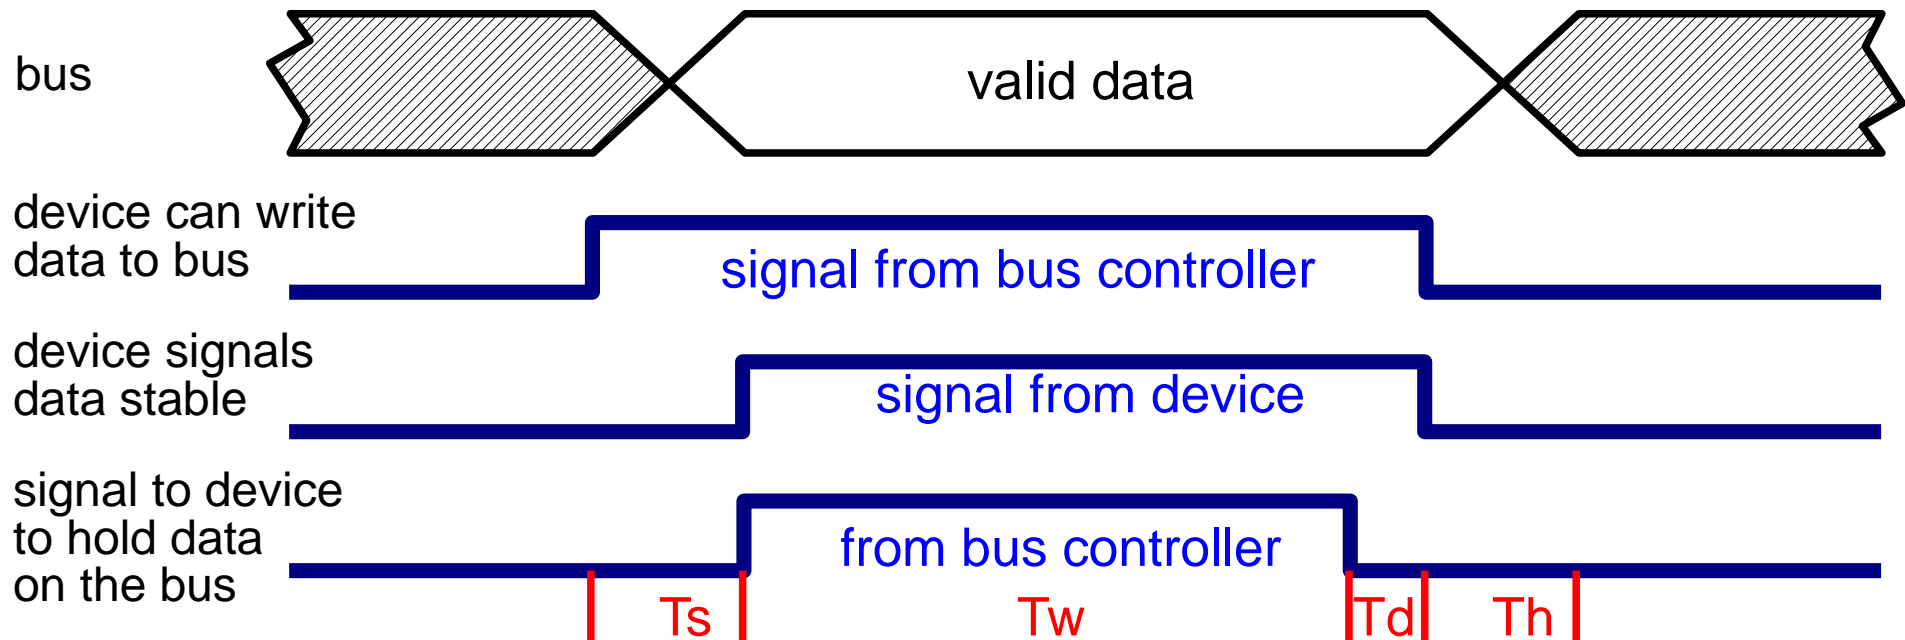 bus
valid data
device can write
data to bus
signal from bus controller
device signals
data stable
signal from device
signal to device
to hold data
on the bus
from bus controller
Ts
Tw
Td
Th